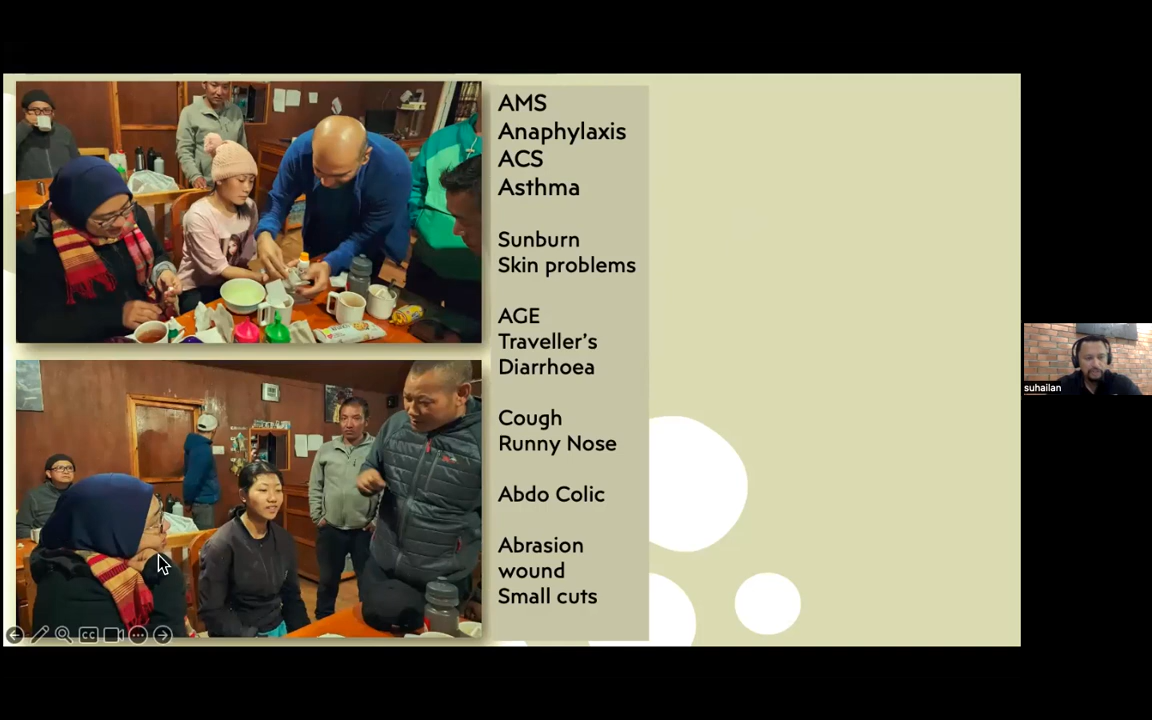 AMS
Anaphylaxis
ACS
Asthma
Sunburn
Skin problems
AGE
Traveller's
Diarrhoea
Cough
Runny Nose
Abdo Colic
Abrasion
wound
Small cuts
CC
suhailan